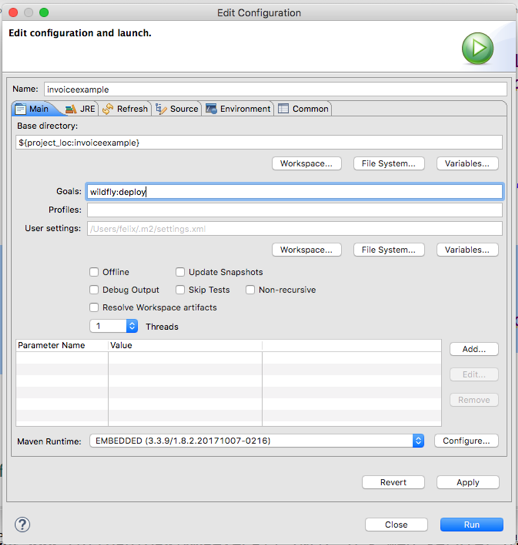 Edit Configuration
Edit configuration and launch.
Name: invoiceexample
Main JRE Refresh Source Environment Common
Base directory:
${project_loc:invoiceexample}
Workspace... File System... Variables...
Goals: wildfly:deploy
Profiles:
User settings: /Users/felix/.m2/settings.xml
Workspace... File System... Variables...
Offline Update Snapshots
Debug Output Skip Tests Non-recursive
Resolve Workspace artifacts
1 Threads
Parameter Name Value
Add...
Edit...
Remove
Maven Runtime: EMBEDDED (3.3.9/1.8.2.20171007-0216) Configure...
Revert Apply
? Close Run